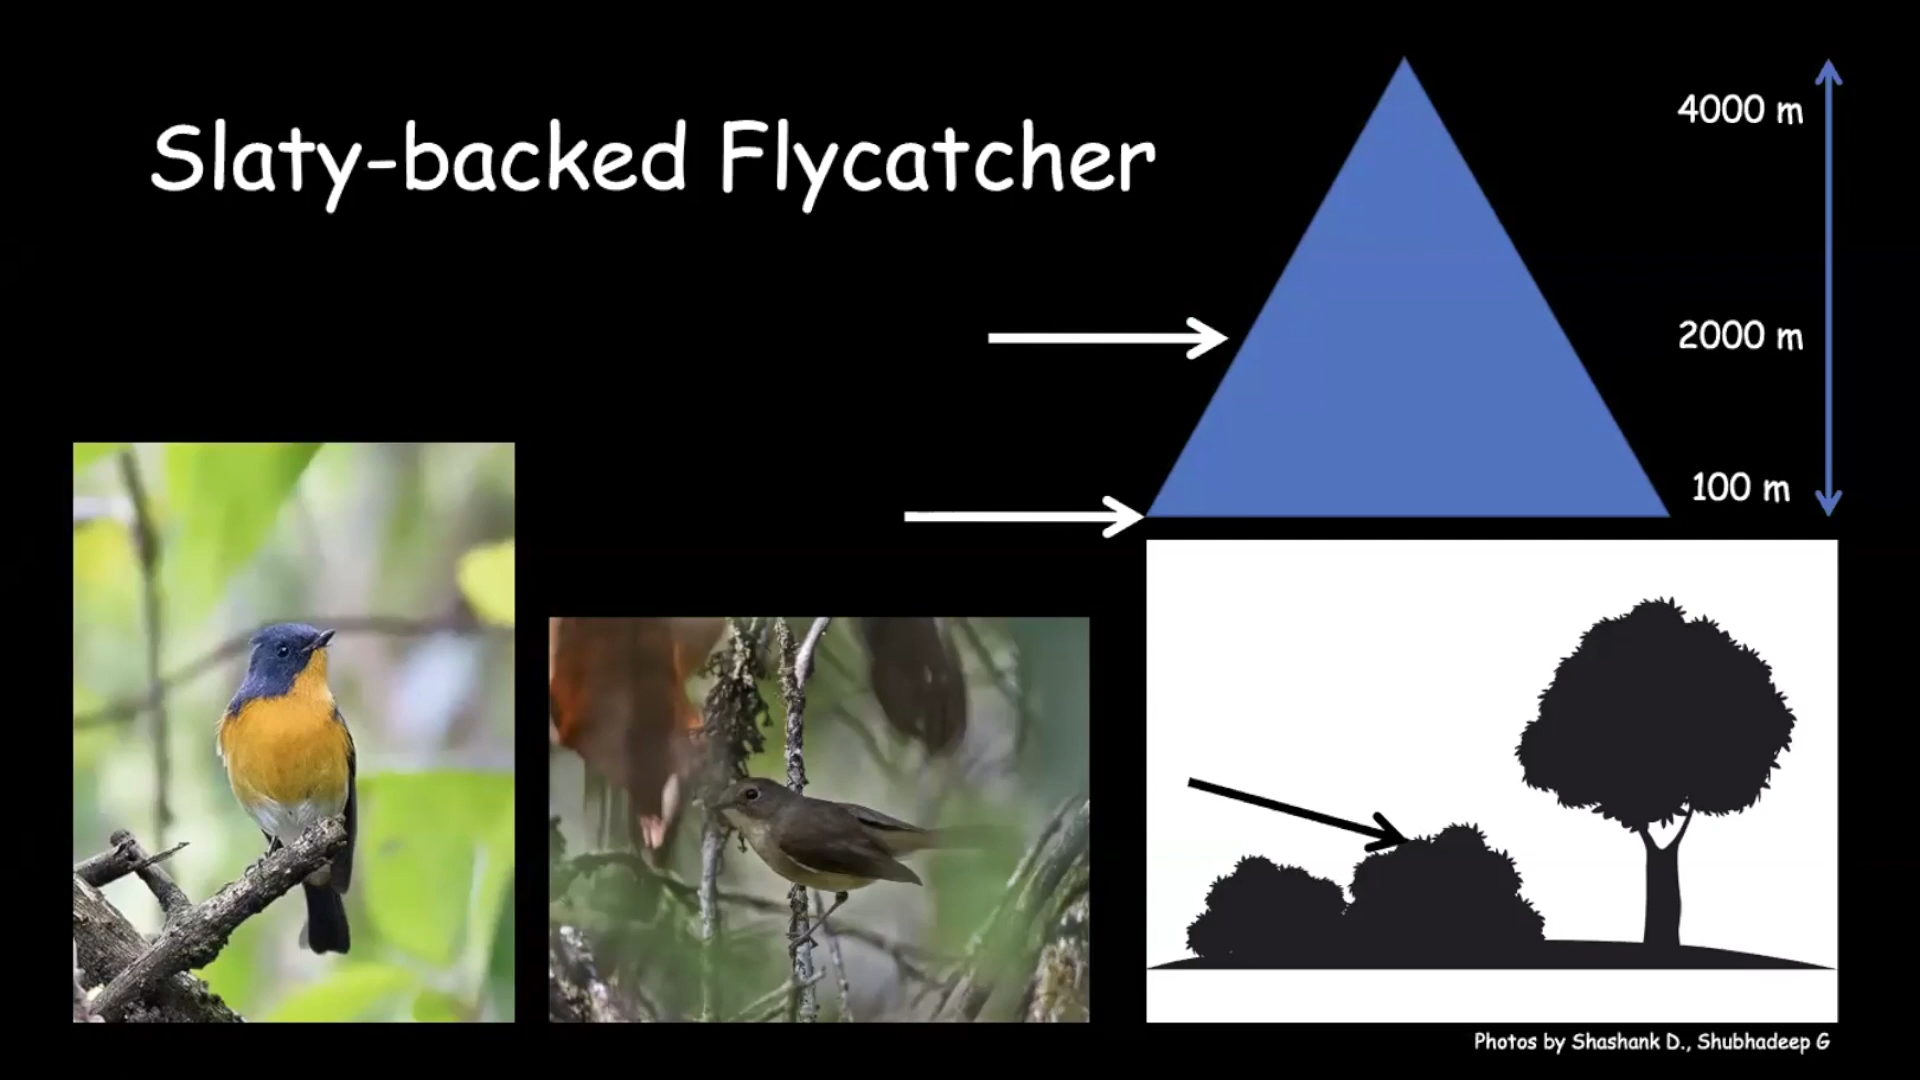 Slaty-backed Flycatcher
4000 m
2000 m
100 m
Photos by Shashank D., Shubhadeep G